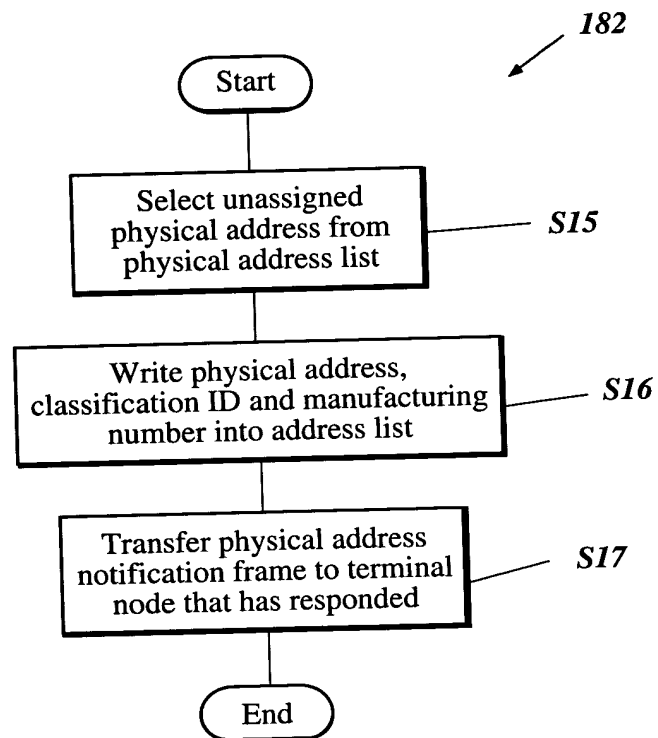 182
Start
Select unassigned
physical address from
physical address list
S15
Write physical address,
classification ID and manufacturing
number into address list
S16
Transfer physical address
notification frame to terminal
node that has responded
S17
End